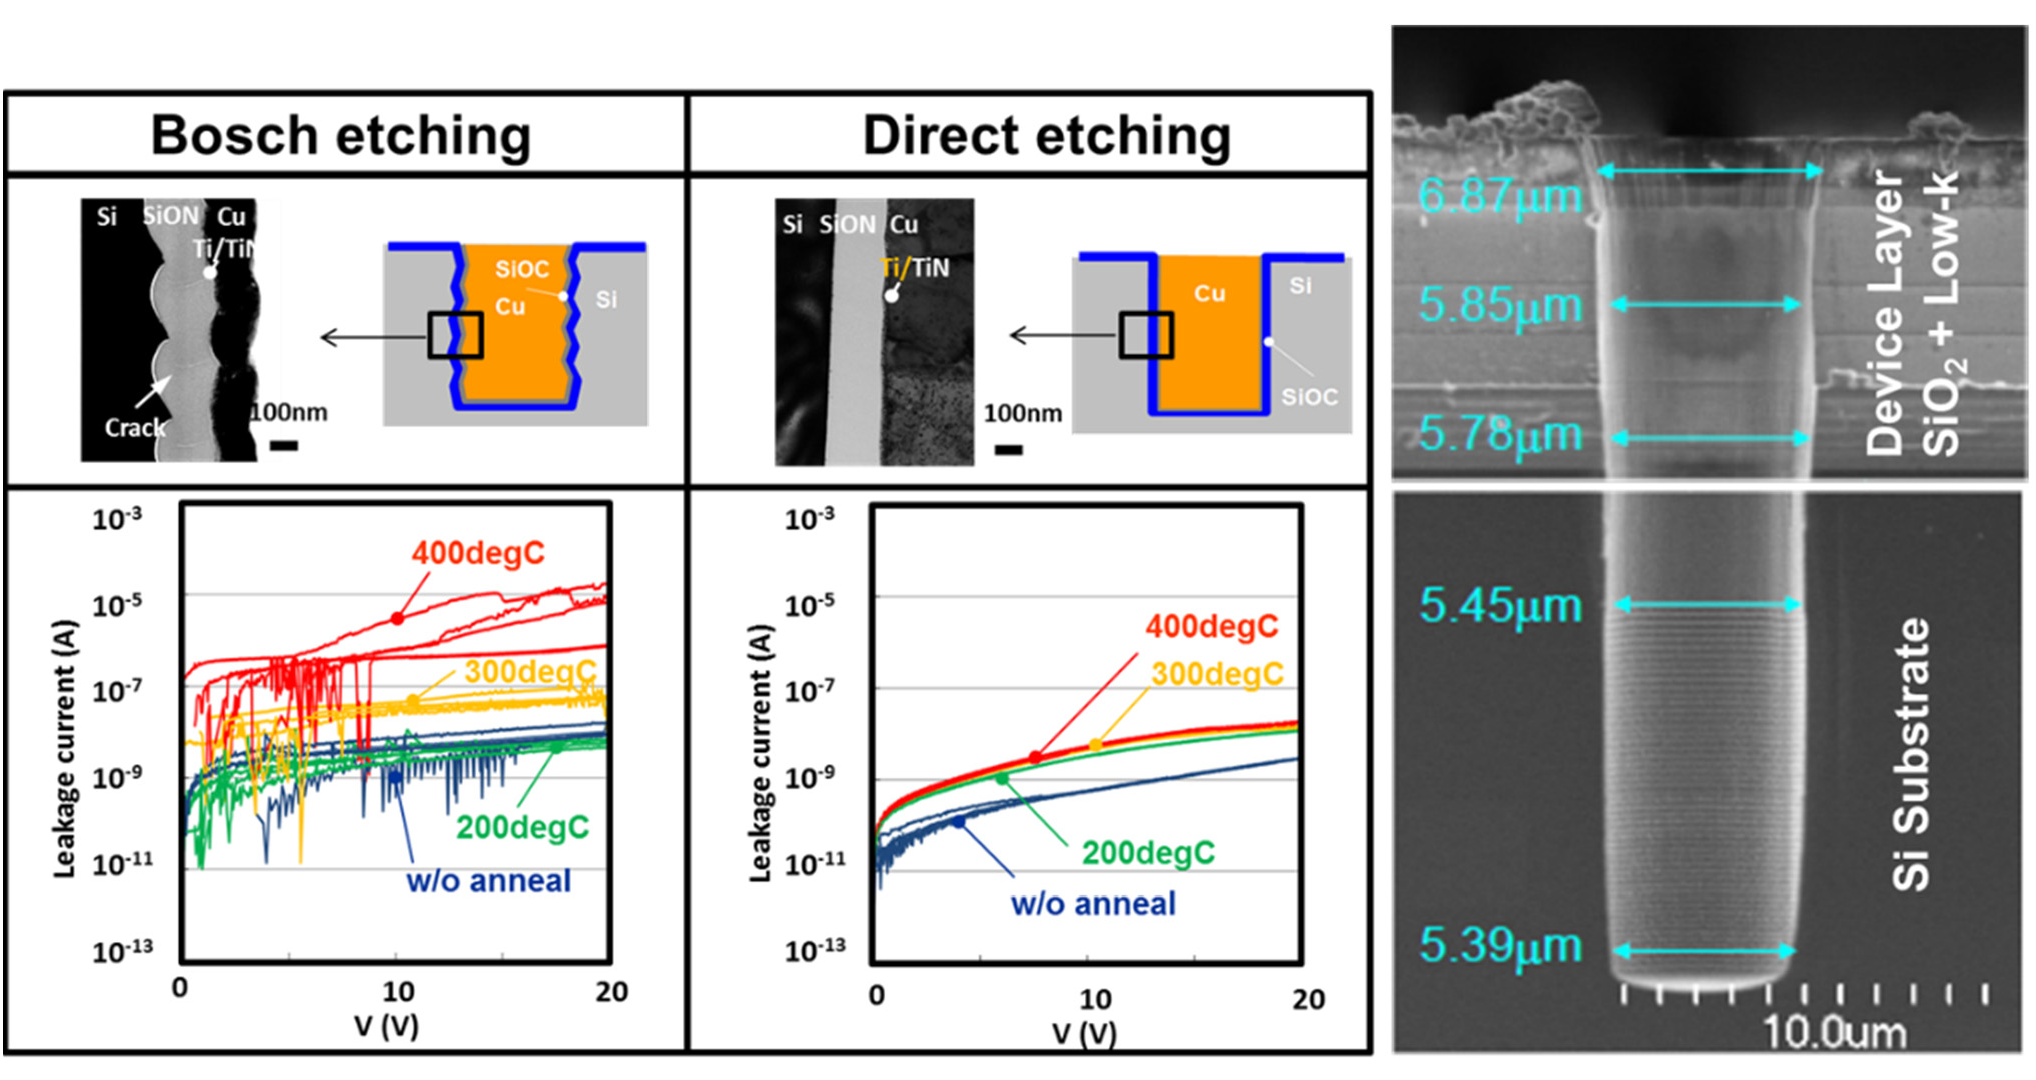 Bosch etching
Direct etching
Si SiON Cu
Ti/TiN
Crack
100nm
SiOC
Cu
Si
Si SiON Cu
Ti/TiN
100nm
Cu
Si
SiOC
Leakage current (A)
10-3
10-5
10-7
10-9
10-11
10-13
400degC
300degC
200degC
w/o anneal
0 10 20
V (V)
Leakage current (A)
10-3
10-5
10-7
10-9
10-11
10-13
400degC
300degC
200degC
w/o anneal
0 10 20
V (V)
6.87µm
5.85µm
5.78µm
Device Layer
SiO2 + Low-k
5.45µm
5.39µm
Si Substrate
10.0um